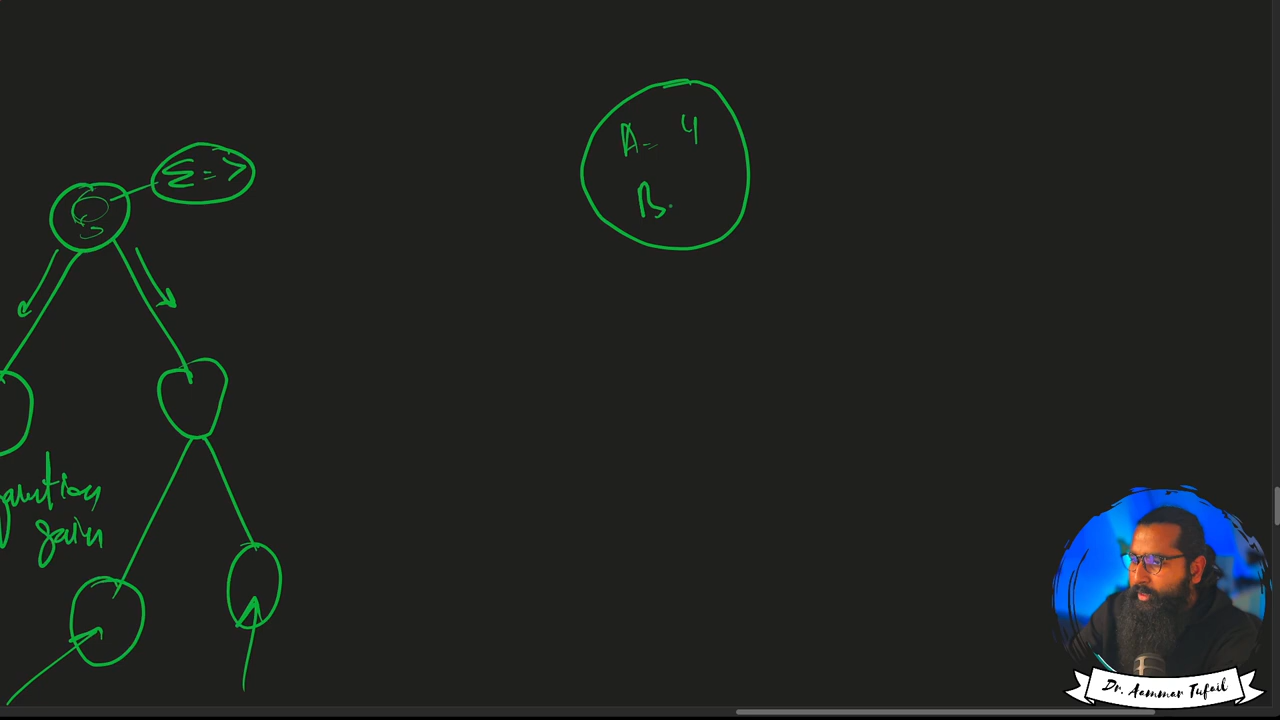 A = 4
B.
Σ =
gain
Dr. Aammar Tufail